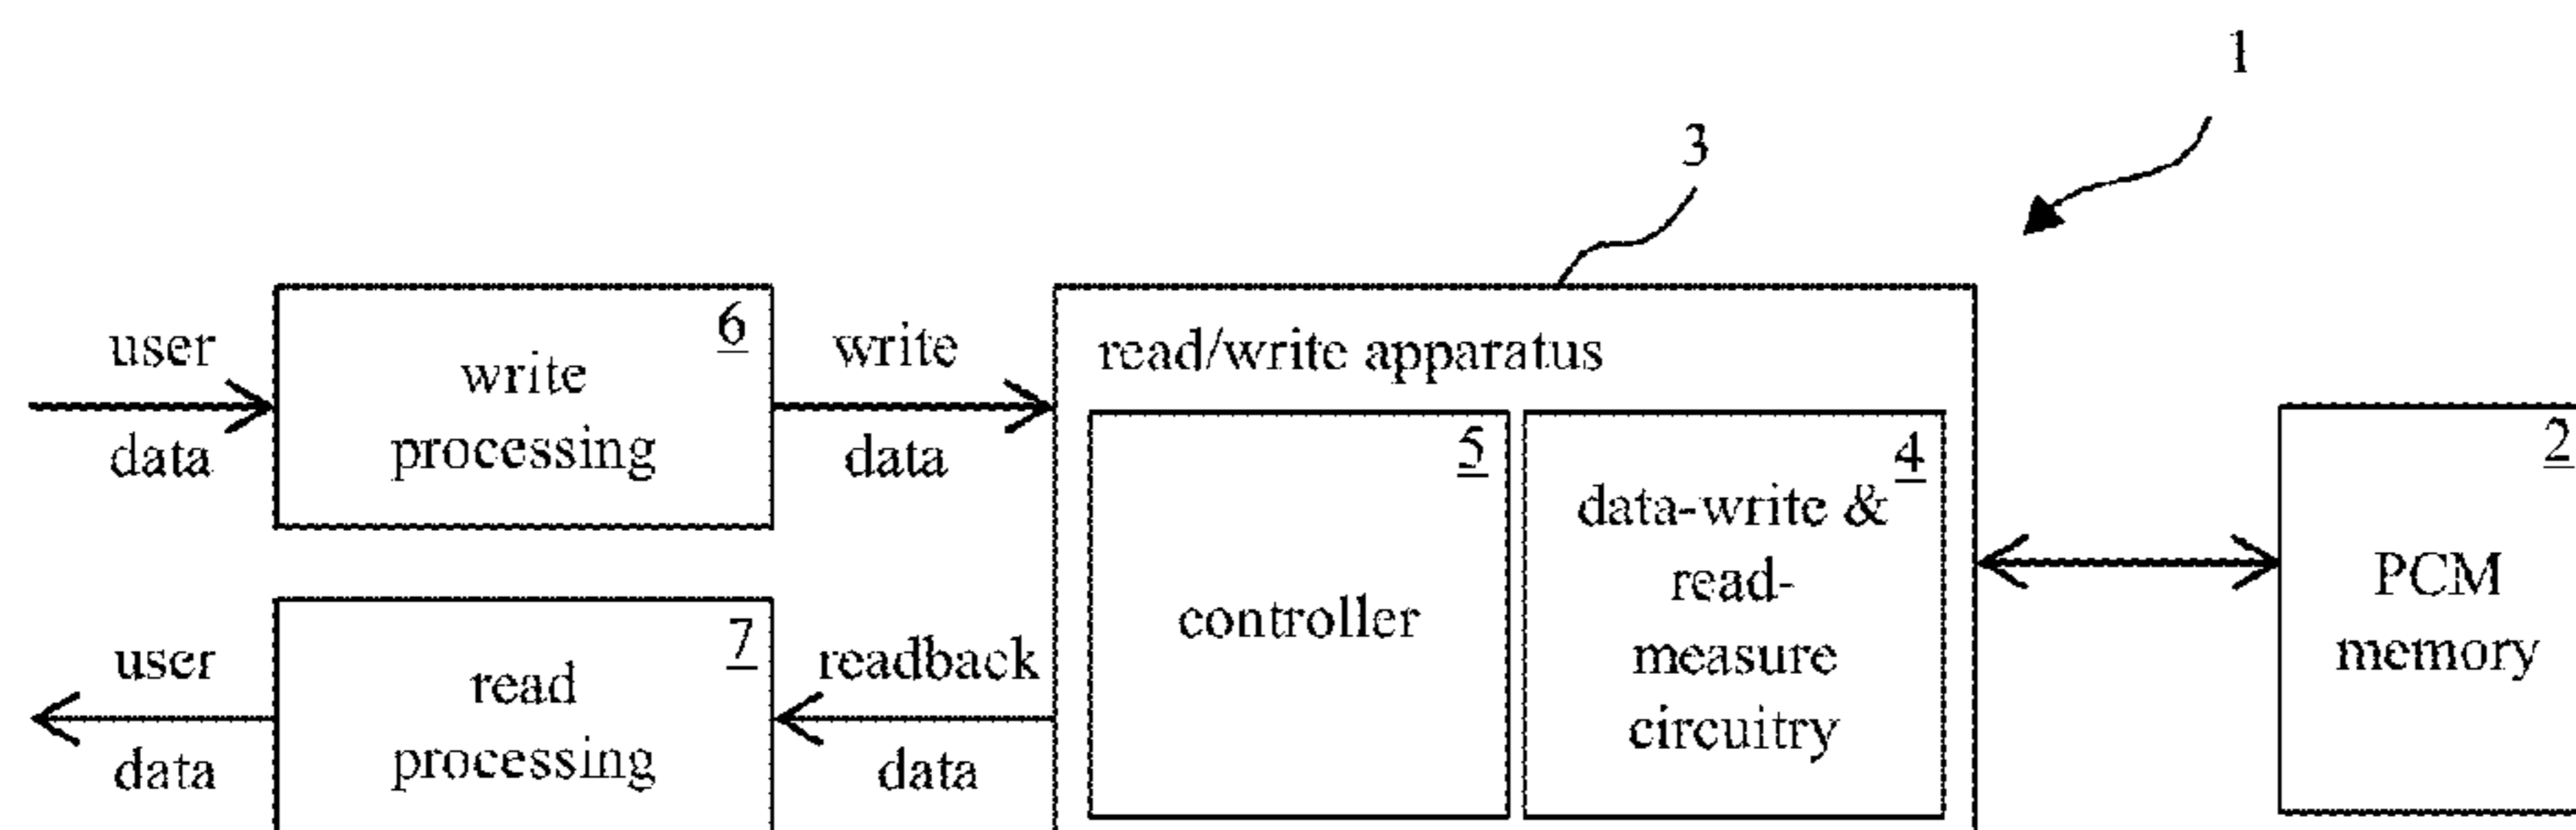 1
3
6
user
write
read/write apparatus
write
processing
data
data
5
4
2
data-write &
read-
measure
circuitry
controller
PCM
memory
7
user
readback
read
processing
data
data